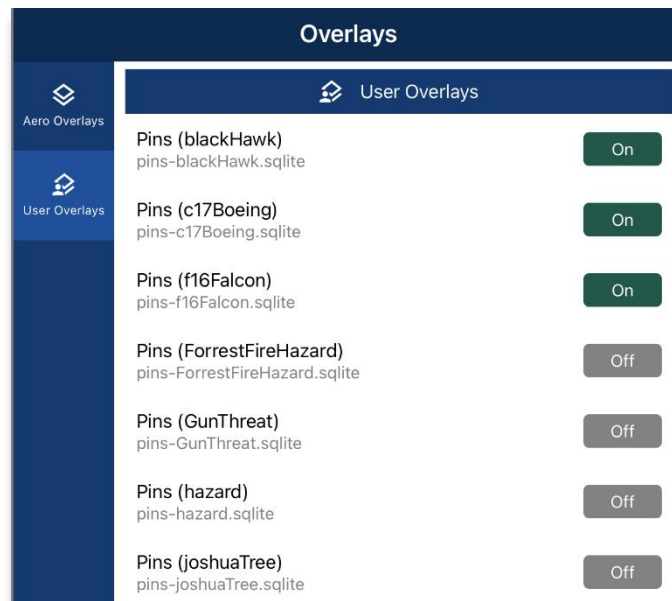 Overlays
Aero Overlays
User Overlays
User Overlays
Pins (blackHawk)
pins-blackHawk.sqlite
On
Pins (c17Boeing)
pins-c17Boeing.sqlite
On
Pins (f16Falcon)
pins-f16Falcon.sqlite
On
Pins (ForrestFireHazard)
pins-ForrestFireHazard.sqlite
Off
Pins (GunThreat)
pins-GunThreat.sqlite
Off
Pins (hazard)
pins-hazard.sqlite
Off
Pins (joshuaTree)
pins-joshuaTree.sqlite
Off